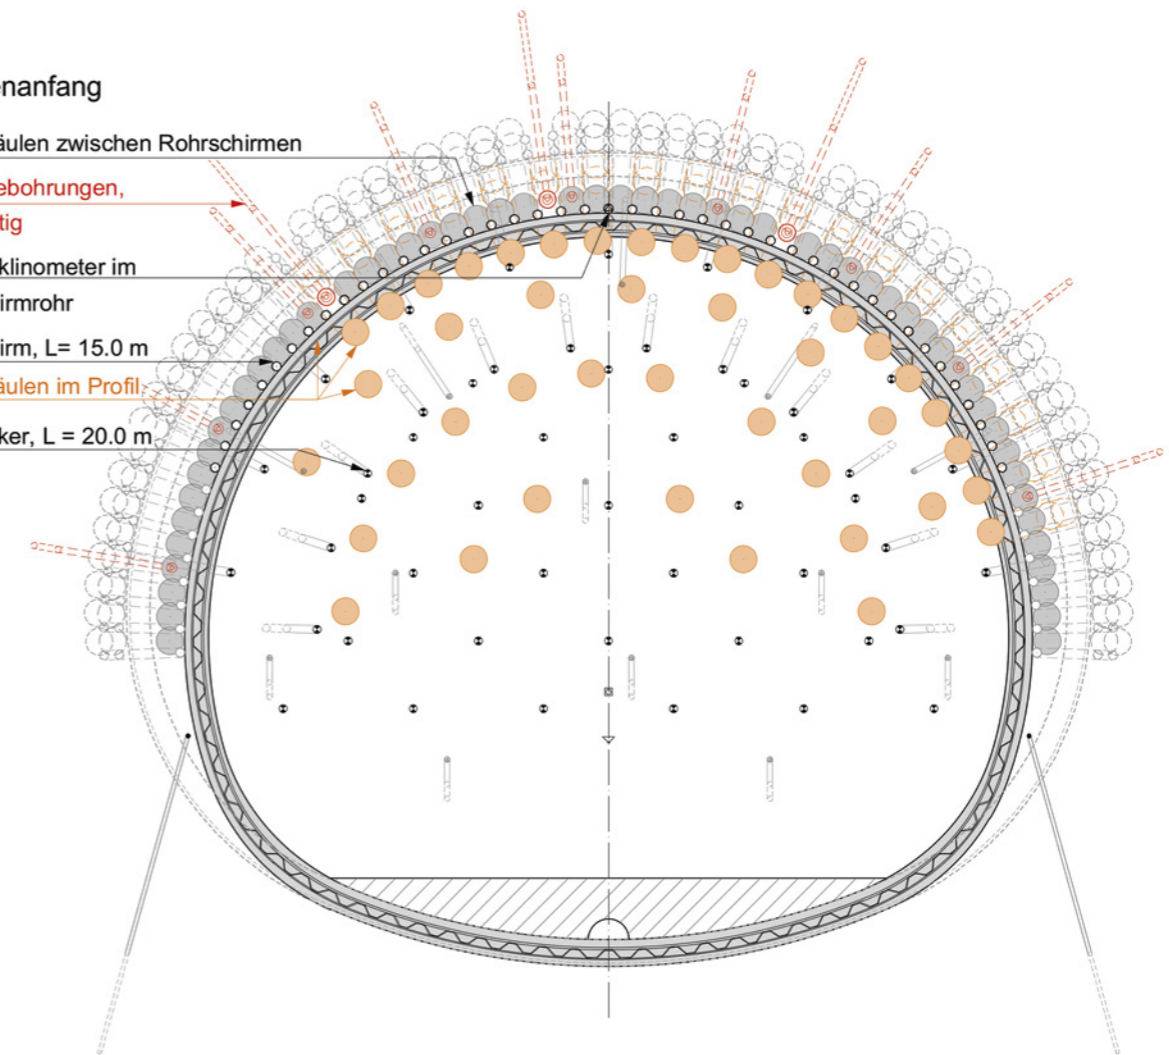 enanfang
äulen zwischen Rohrschirmen
ebohrungen,
tig
klinometer im
irmrohr
irm, L= 15.0 m
äulen im Profil
ker, L = 20.0 m